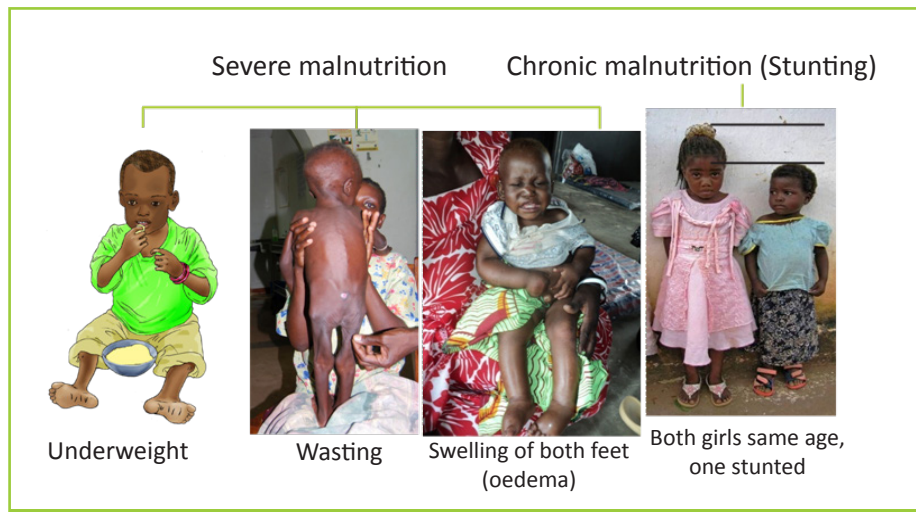 Severe malnutrition
Chronic malnutrition (Stunting)
Underweight
Wasting
Swelling of both feet
(oedema)
Both girls same age,
one stunted